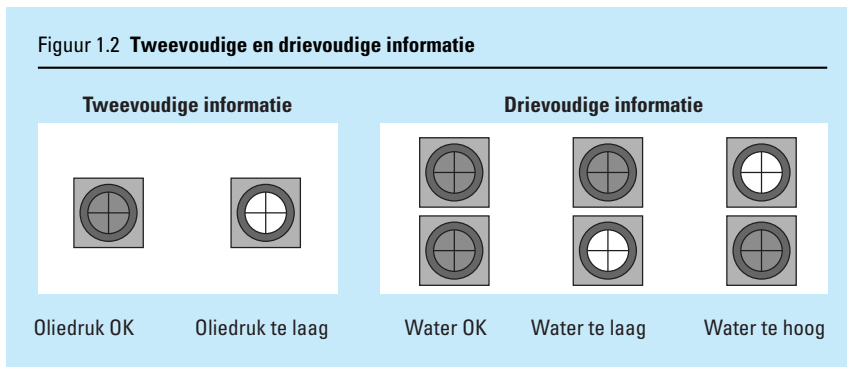 Figuur 1.2 Tweevoudige en drievoudige informatie
Tweevoudige informatie
Drievoudige informatie
Oliedruk OK
Oliedruk te laag
Water OK
Water te laag
Water te hoog